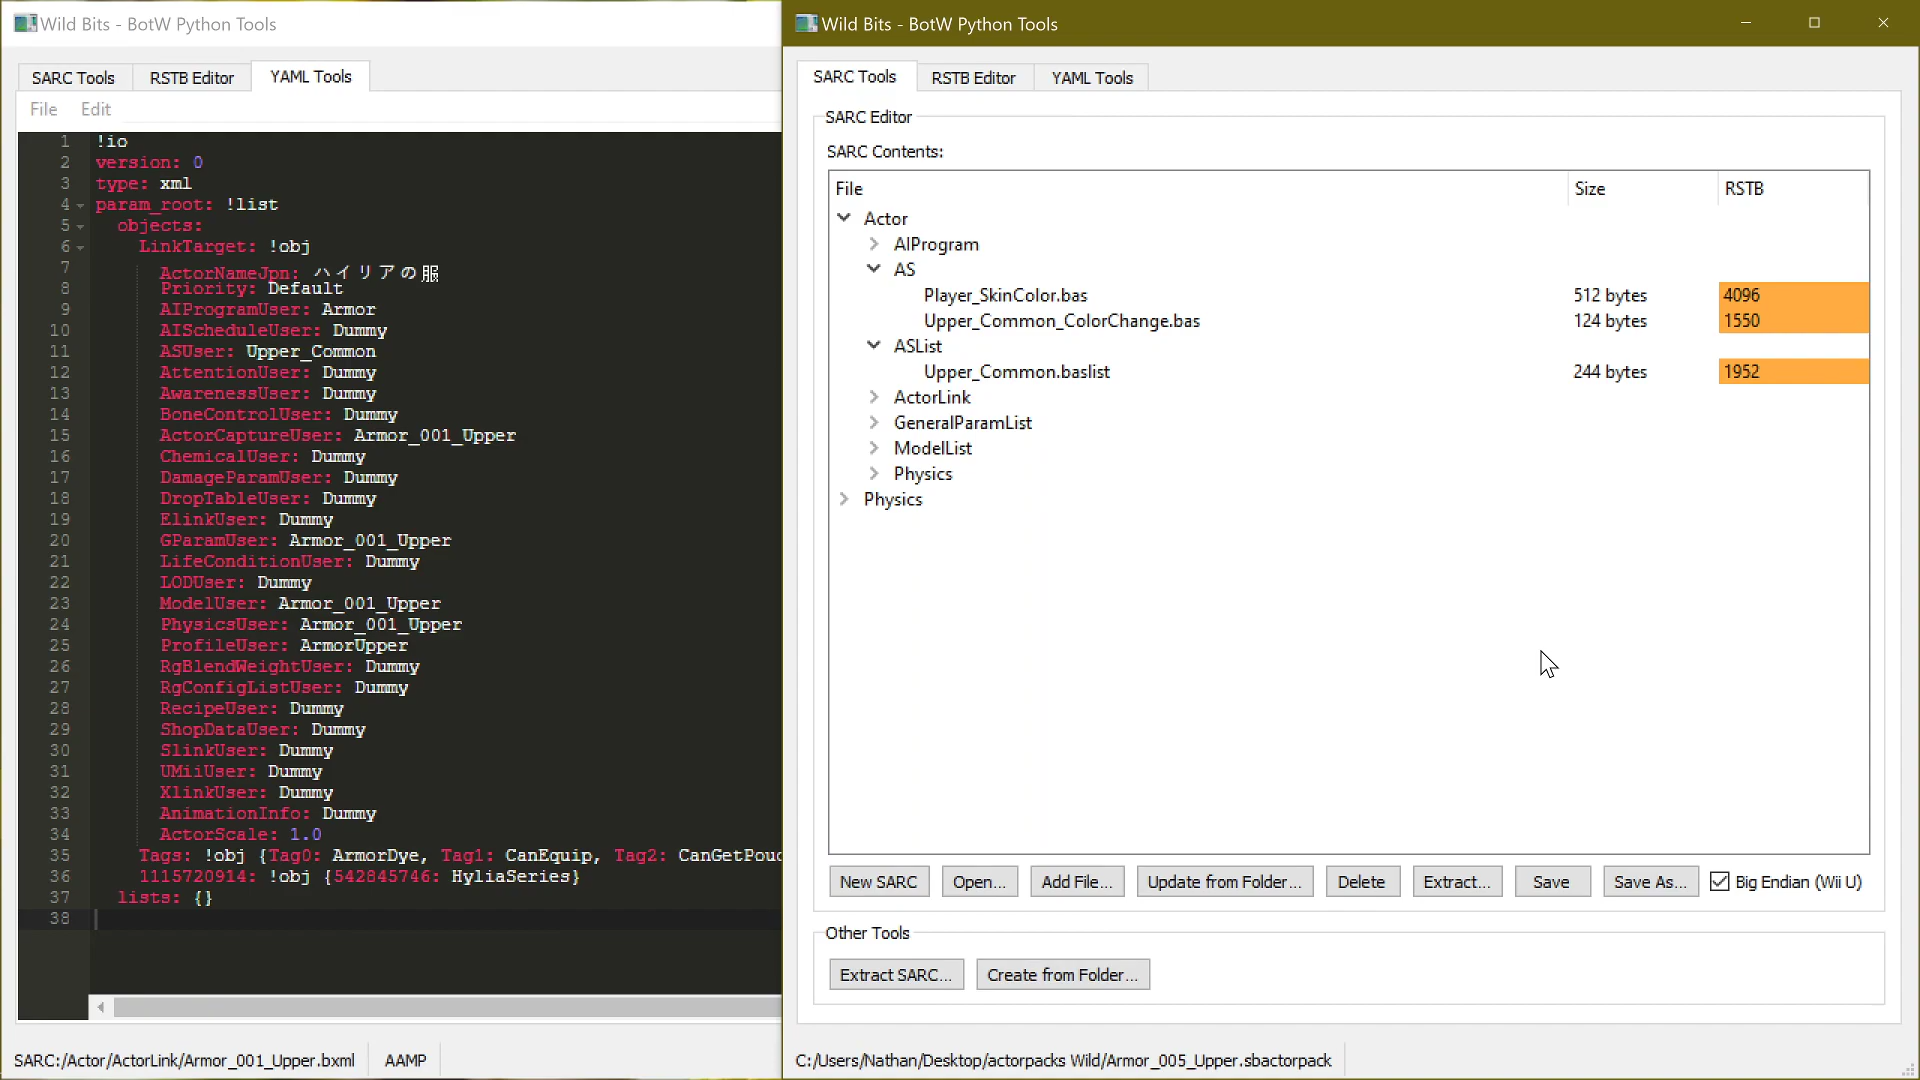 Wild Bits - BotW Python Tools
SARC Tools
RSTB Editor
YAML Tools
File
Edit
1 !io
2 version: 0
3 type: xml
4 param_root: !list
5 objects:
6 LinkTarget: !obj
7 ActorNameJpn: ハイリアの服
8 Priority: Default
9 AIProgramUser: Armor
10 AIScheduleUser: Dummy
11 ASUser: Upper_Common
12 AttentionUser: Dummy
13 AwarenessUser: Dummy
14 BoneControlUser: Dummy
15 ActorCaptureUser: Armor_001_Upper
16 ChemicalUser: Dummy
17 DamageParamUser: Dummy
18 DropTableUser: Dummy
19 ElinkUser: Dummy
20 GParamUser: Armor_001_Upper
21 LifeConditionUser: Dummy
22 LODUser: Dummy
23 ModelUser: Armor_001_Upper
24 PhysicsUser: Armor_001_Upper
25 ProfileUser: ArmorUpper
26 RgBlendWeightUser: Dummy
27 RgConfigListUser: Dummy
28 RecipeUser: Dummy
29 ShopDataUser: Dummy
30 SlinkUser: Dummy
31 UMiiUser: Dummy
32 XlinkUser: Dummy
33 AnimationInfo: Dummy
34 ActorScale: 1.0
35 Tags: !obj {Tag0: ArmorDye, Tag1: CanEquip, Tag2: CanGetPouc
36 1115720914: !obj {542845746: HyliaSeries}
37 lists: {}
38
SARC:/Actor/ActorLink/Armor_001_Upper.bxml
AAMP
Wild Bits - BotW Python Tools
SARC Tools
RSTB Editor
YAML Tools
SARC Editor
SARC Contents:
File Size RSTB
Actor
AIProgram
AS
Player_SkinColor.bas 512 bytes 4096
Upper_Common_ColorChange.bas 124 bytes 1550
ASList
Upper_Common.baslist 244 bytes 1952
ActorLink
GeneralParamList
ModelList
Physics
Physics
New SARC
Open...
Add File...
Update from Folder...
Delete
Extract...
Save
Save As...
Big Endian (Wii U)
Other Tools
Extract SARC...
Create from Folder...
C:/Users/Nathan/Desktop/actorpacks Wild/Armor_005_Upper.sbactorpack